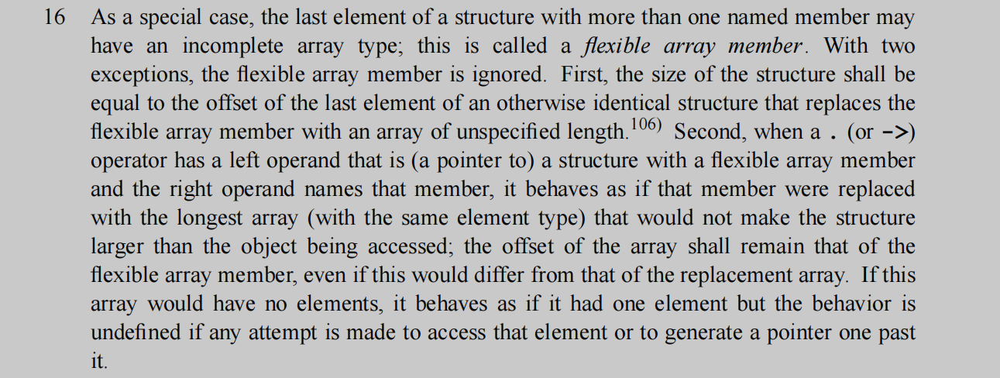 16 As a special case, the last element of a structure with more than one named member may
have an incomplete array type; this is called a flexible array member. With two
exceptions, the flexible array member is ignored. First, the size of the structure shall be
equal to the offset of the last element of an otherwise identical structure that replaces the
flexible array member with an array of unspecified length.106) Second, when a . (or ->)
operator has a left operand that is (a pointer to) a structure with a flexible array member
and the right operand names that member, it behaves as if that member were replaced
with the longest array (with the same element type) that would not make the structure
larger than the object being accessed; the offset of the array shall remain that of the
flexible array member, even if this would differ from that of the replacement array. If this
array would have no elements, it behaves as if it had one element but the behavior is
undefined if any attempt is made to access that element or to generate a pointer one past
it.